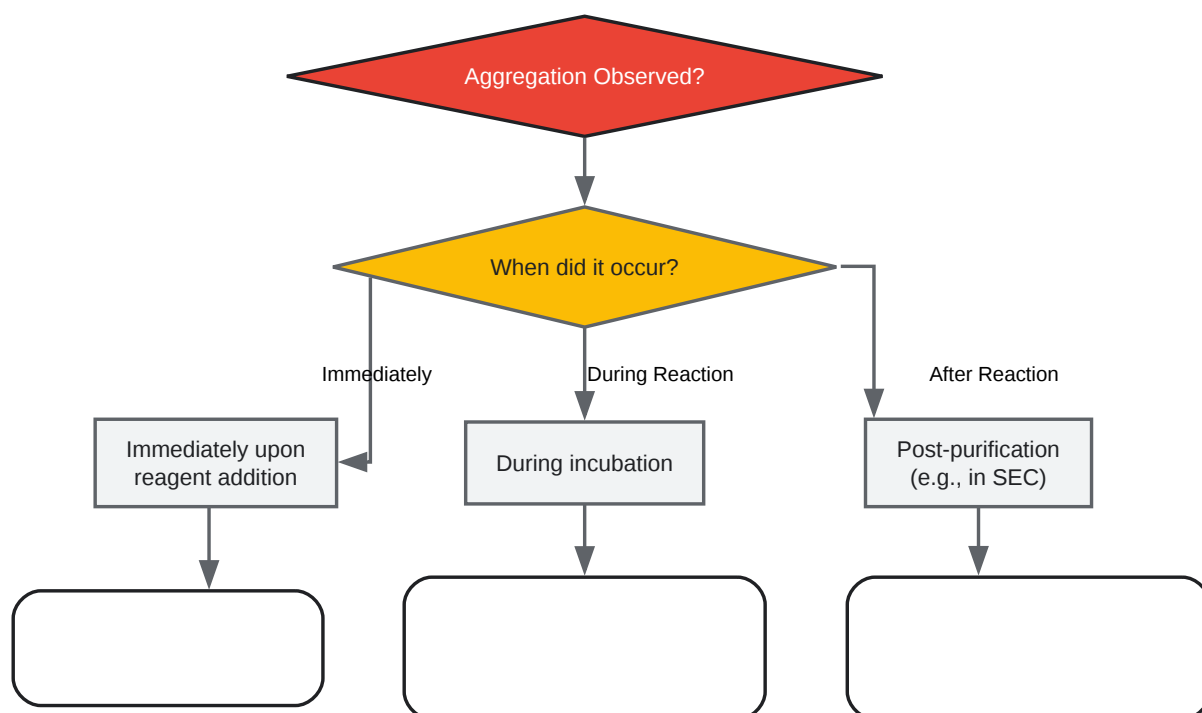 Aggregation Observed?
When did it occur?
Immediately
During Reaction
After Reaction
Immediately upon
reagent addition
During incubation
Post-purification
(e.g., in SEC)